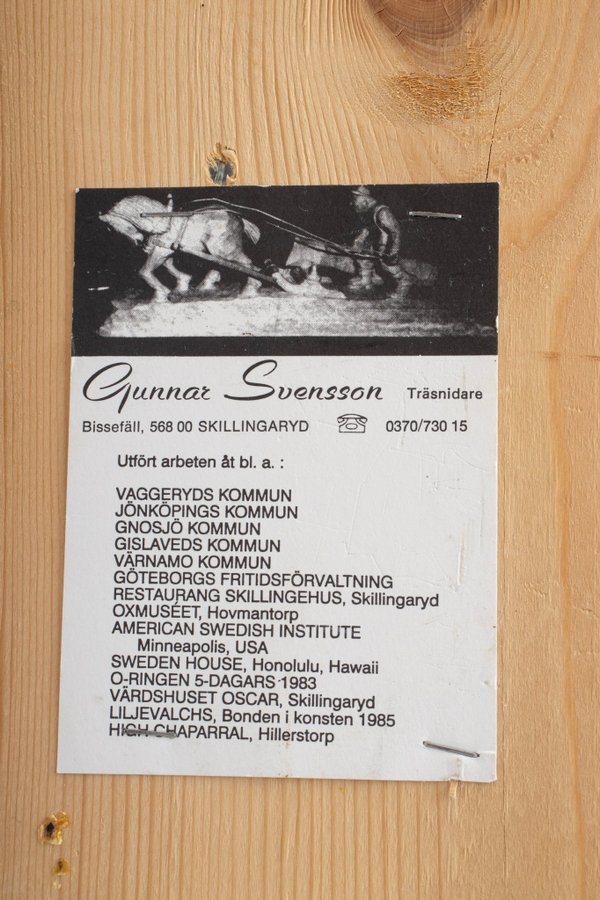 Gunnar Svensson Träsnidare
Bissefäll, 568 00 SKILLINGARYD 0370/730 15
Utfört arbeten åt bl. a. :
VAGGERYDS KOMMUN
JÖNKÖPINGS KOMMUN
GNOSJÖ KOMMUN
GISLAVEDS KOMMUN
VÄRNAMO KOMMUN
GÖTEBORGS FRITIDSFÖRVALTNING
RESTAURANG SKILLINGEHUS, Skillingaryd
OXMUSÉET, Hovmantorp
AMERICAN SWEDISH INSTITUTE
Minneapolis, USA
SWEDEN HOUSE, Honolulu, Hawaii
O-RINGEN 5-DAGARS 1983
VÄRDSHUSET OSCAR, Skillingaryd
LILJEVALCHS, Bonden i konsten 1985
HIGH CHAPARRAL, Hillerstorp